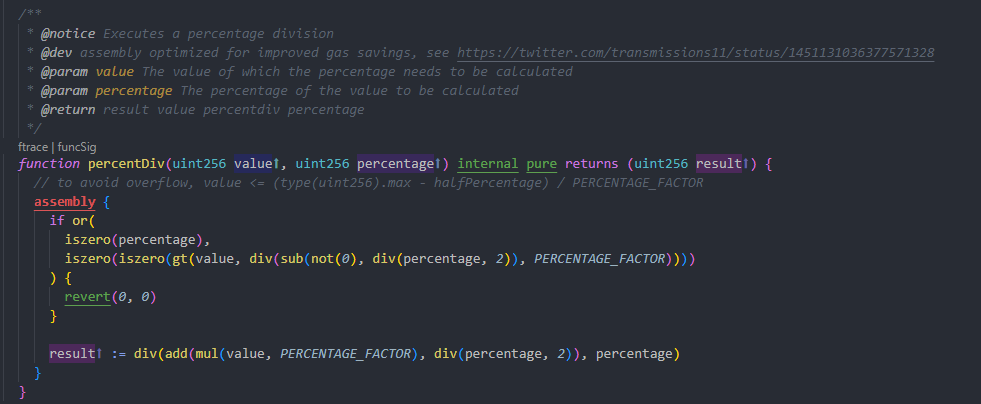 /**
* @notice Executes a percentage division
* @dev assembly optimized for improved gas savings, see https://twitter.com/transmissions11/status/1451131036377571328
* @param value The value of which the percentage needs to be calculated
* @param percentage The percentage of the value to be calculated
* @return result value percentdiv percentage
*/
ftrace | funcSig
function percentDiv(uint256 value↑, uint256 percentage↑) internal pure returns (uint256 result↑) {
// to avoid overflow, value <= (type(uint256).max - halfPercentage) / PERCENTAGE_FACTOR
assembly {
if or(
iszero(percentage),
iszero(iszero(gt(value, div(sub(not(0), div(percentage, 2)), PERCENTAGE_FACTOR))))
) {
revert(0, 0)
}
result↑ := div(add(mul(value, PERCENTAGE_FACTOR), div(percentage, 2)), percentage)
}
}